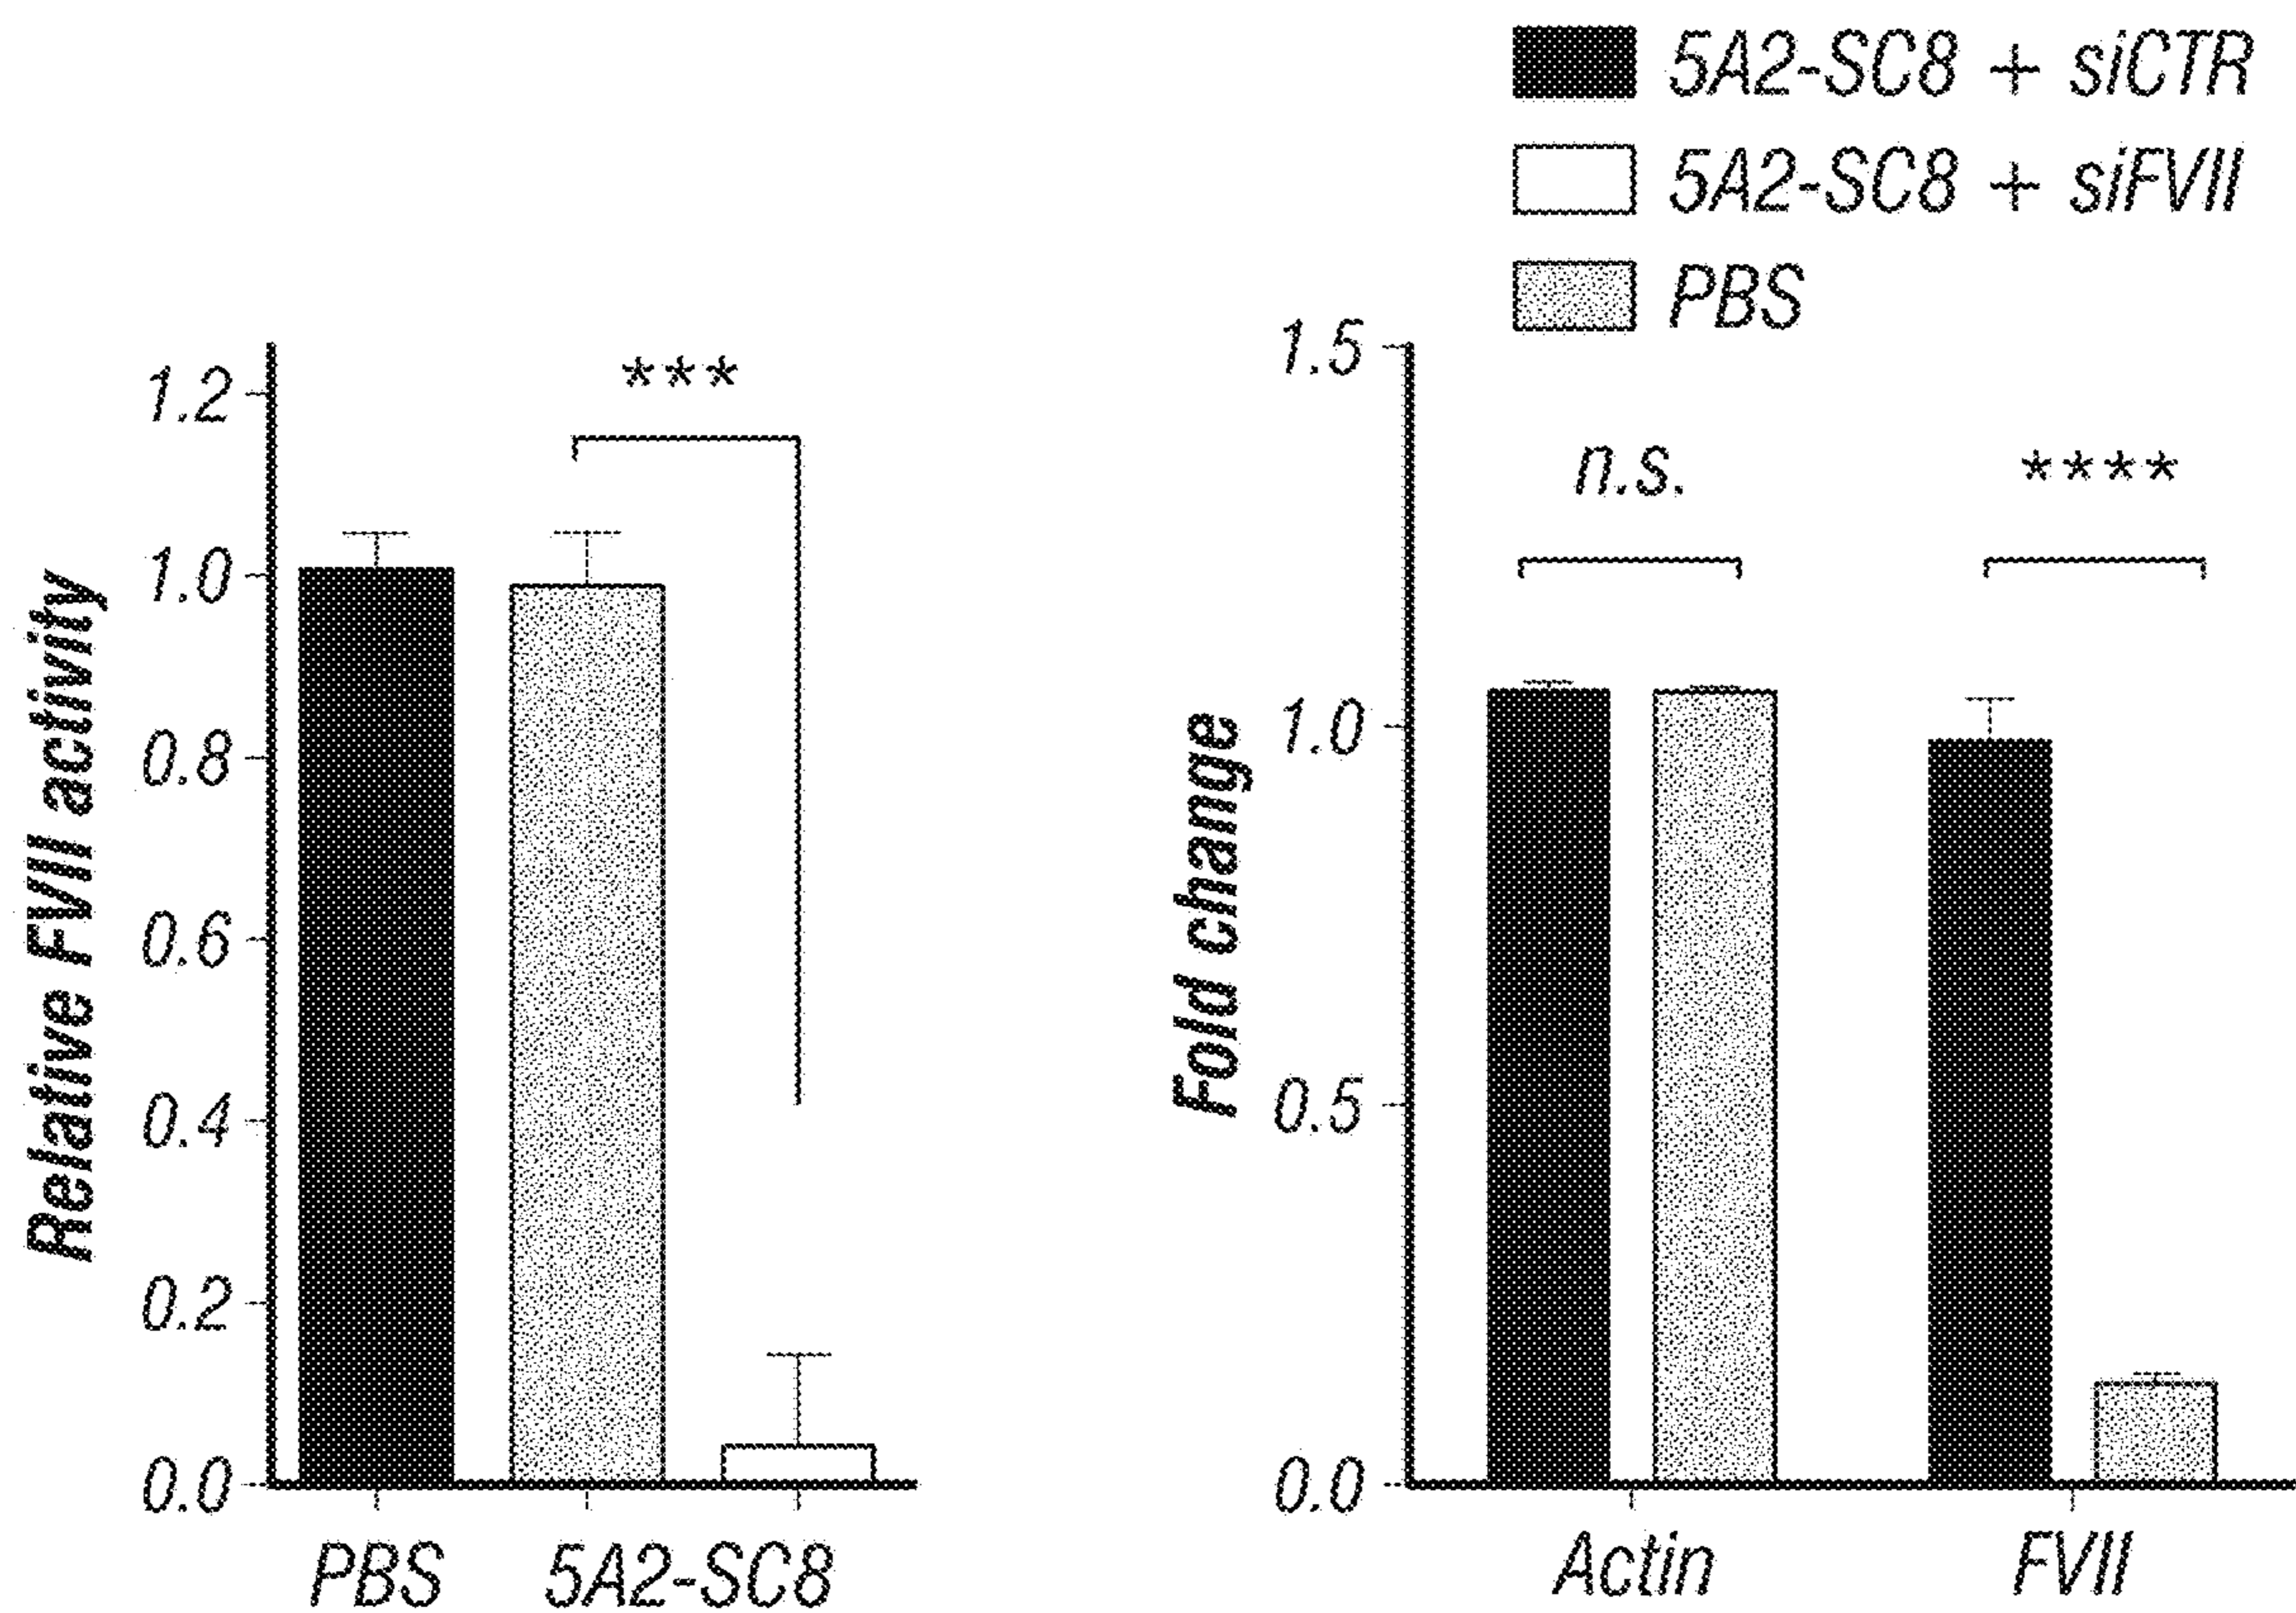 5A2-SC8 + siCTR
5A2-SC8 + siFVII
PBS
Relative FVII activity
1.2
1.0
0.8
0.6
0.4
0.2
0.0
***
PBS
5A2-SC8
Fold change
1.5
1.0
0.5
0.0
n.s.
****
Actin
FVII